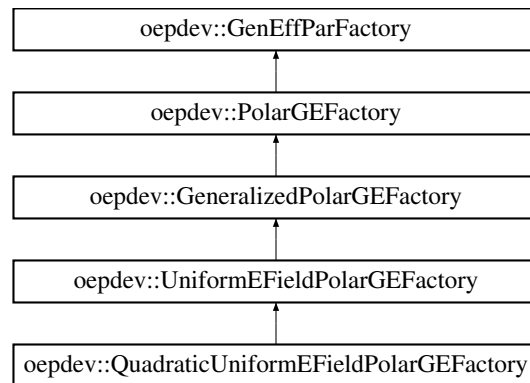 oepdev::GenEffParFactory
oepdev::PolarGEFactory
oepdev::GeneralizedPolarGEFactory
oepdev::UniformEFieldPolarGEFactory
oepdev::QuadraticUniformEFieldPolarGEFactory